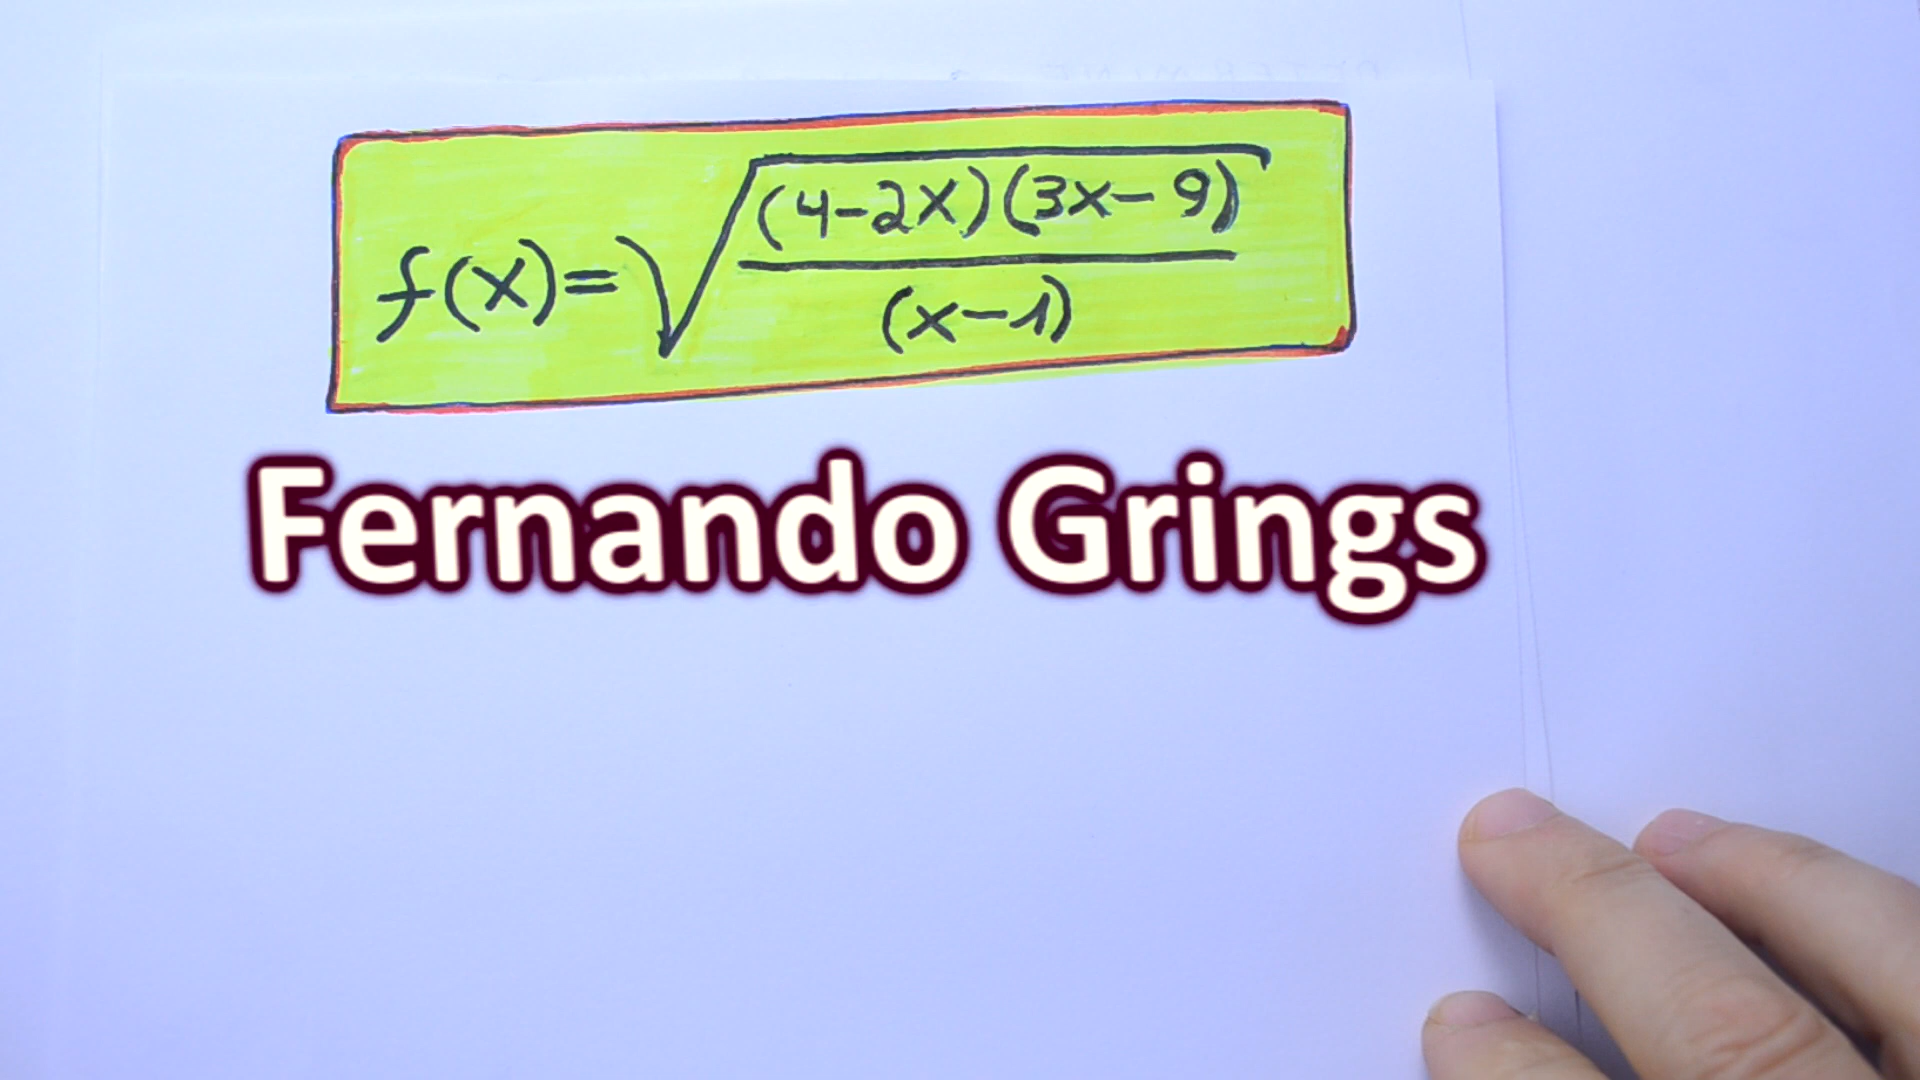 f(x)=√((4-2x)(3x-9)/(x-1))
Fernando Grings